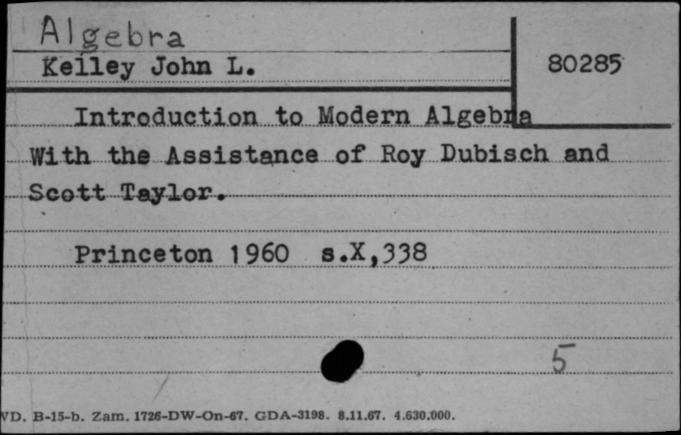 Algebra
Kelley John L.
80285
Introduction to Modern Algebra
With the Assistance of Roy Dubisch and
Scott Taylor.
Princeton 1960 s.X,338
5
VD. B-15-b. Zam. 1726-DW-On-67. GDA-3198. 8.11.67. 4.630.000.